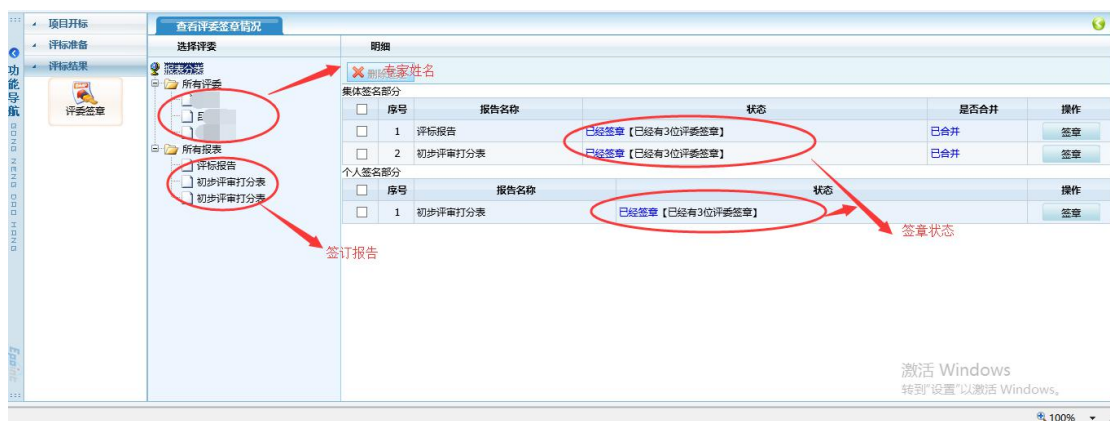 项目开标
评标准备
评标结果
评委签章
功能导航
GONG NENG DAO HANG
Epoint
查看评委签章情况
选择评委
报表分类
所有评委
所有报表
评标报告
初步评审打分表
初步评审打分表
签订报告
明细
删除
专家姓名
集体签名部分
序号 报告名称 状态 是否合并 操作
1 评标报告 已经签章【已经有3位评委签章】 已合并 签章
2 初步评审打分表 已经签章【已经有3位评委签章】 已合并 签章
个人签名部分
序号 报告名称 状态 操作
1 初步评审打分表 已经签章【已经有3位评委签章】 签章
签章状态
激活 Windows
转到"设置"以激活 Windows。
100%